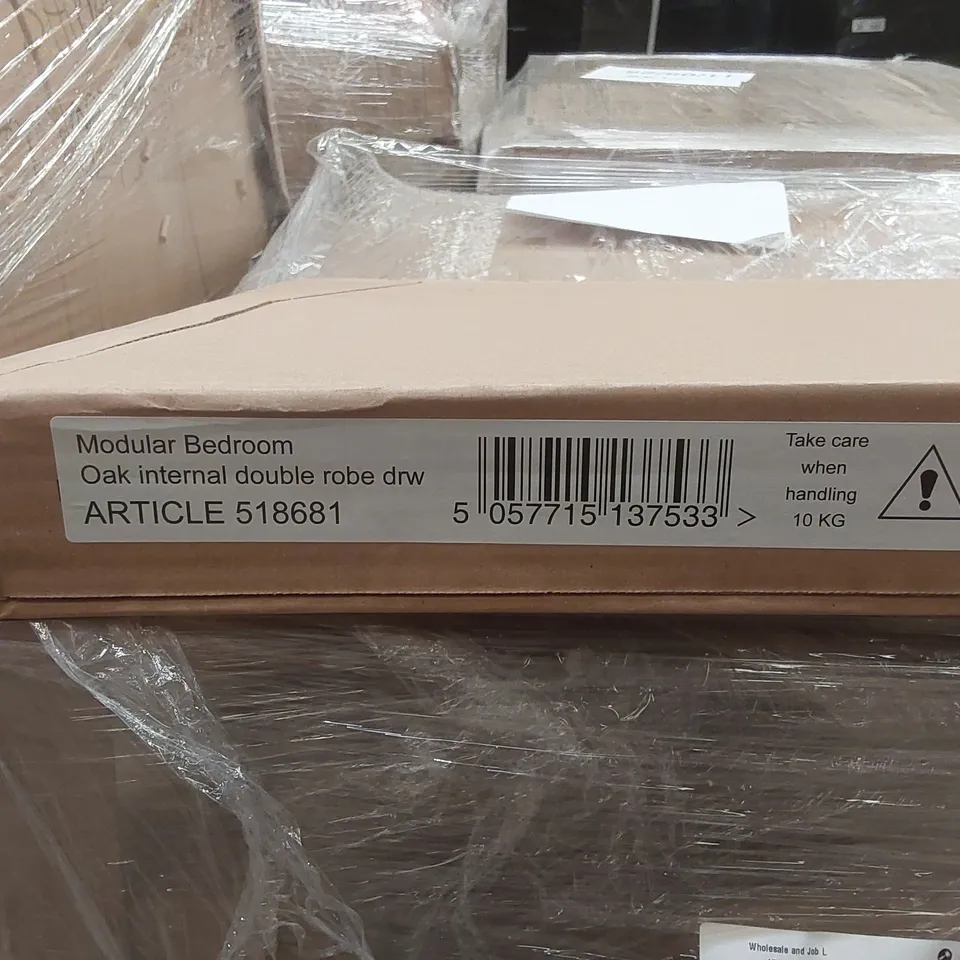 Modular Bedroom
Oak internal double robe drw
ARTICLE 518681
5 057715 137533 >
Take care
when
handling
10 KG
!
Wholesale and Job L